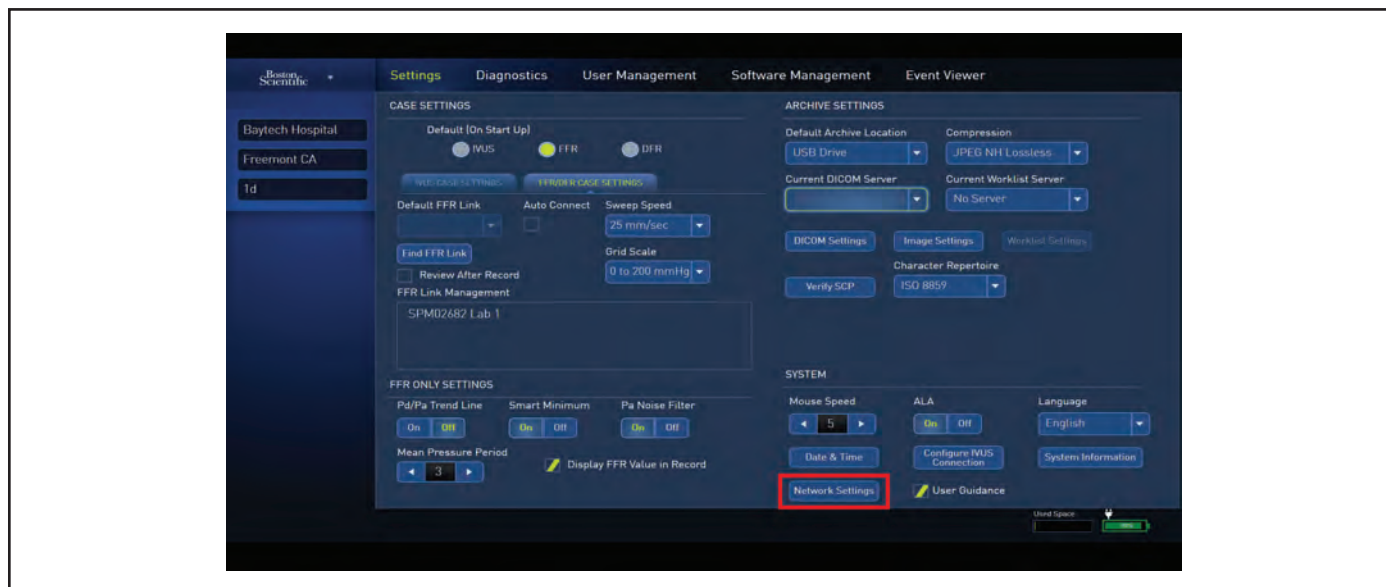 Boston Scientific
Settings Diagnostics User Management Software Management Event Viewer
Baytech Hospital
Freemont CA
1d
CASE SETTINGS
Default (On Start Up)
IVUS FFR DFR
IVUS CASE SETTINGS FFR/DFR CASE SETTINGS
Default FFR Link Auto Connect Sweep Speed
25 mm/sec
Find FFR Link Grid Scale
Review After Record 0 to 200 mmHg
FFR Link Management
SPM02682 Lab 1
FFR ONLY SETTINGS
Pd/Pa Trend Line Smart Minimum Pa Noise Filter
On Off On Off On Off
Mean Pressure Period
3 Display FFR Value in Record
ARCHIVE SETTINGS
Default Archive Location Compression
USB Drive JPEG NH Lossless
Current DICOM Server Current Worklist Server
No Server
DICOM Settings Image Settings Worklist Settings
Character Repertoire
Verify SCP ISO 8859
SYSTEM
Mouse Speed ALA Language
5 On Off English
Date & Time Configure IVUS Connection System Information
Network Settings User Guidance
Used Space